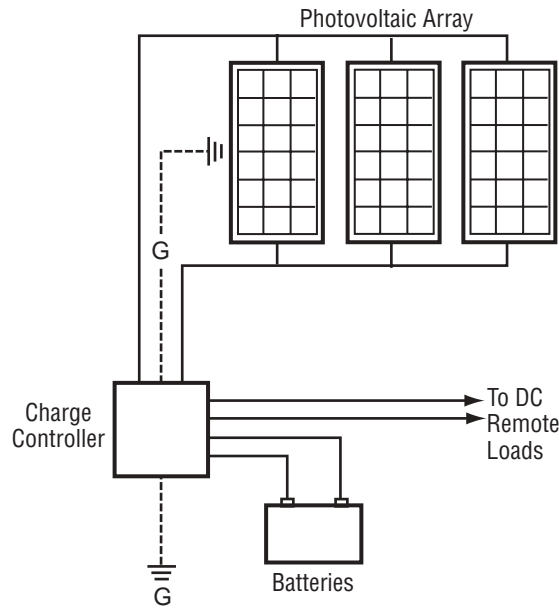 Photovoltaic Array
G
Charge
Controller
To DC
Remote
Loads
Batteries
G